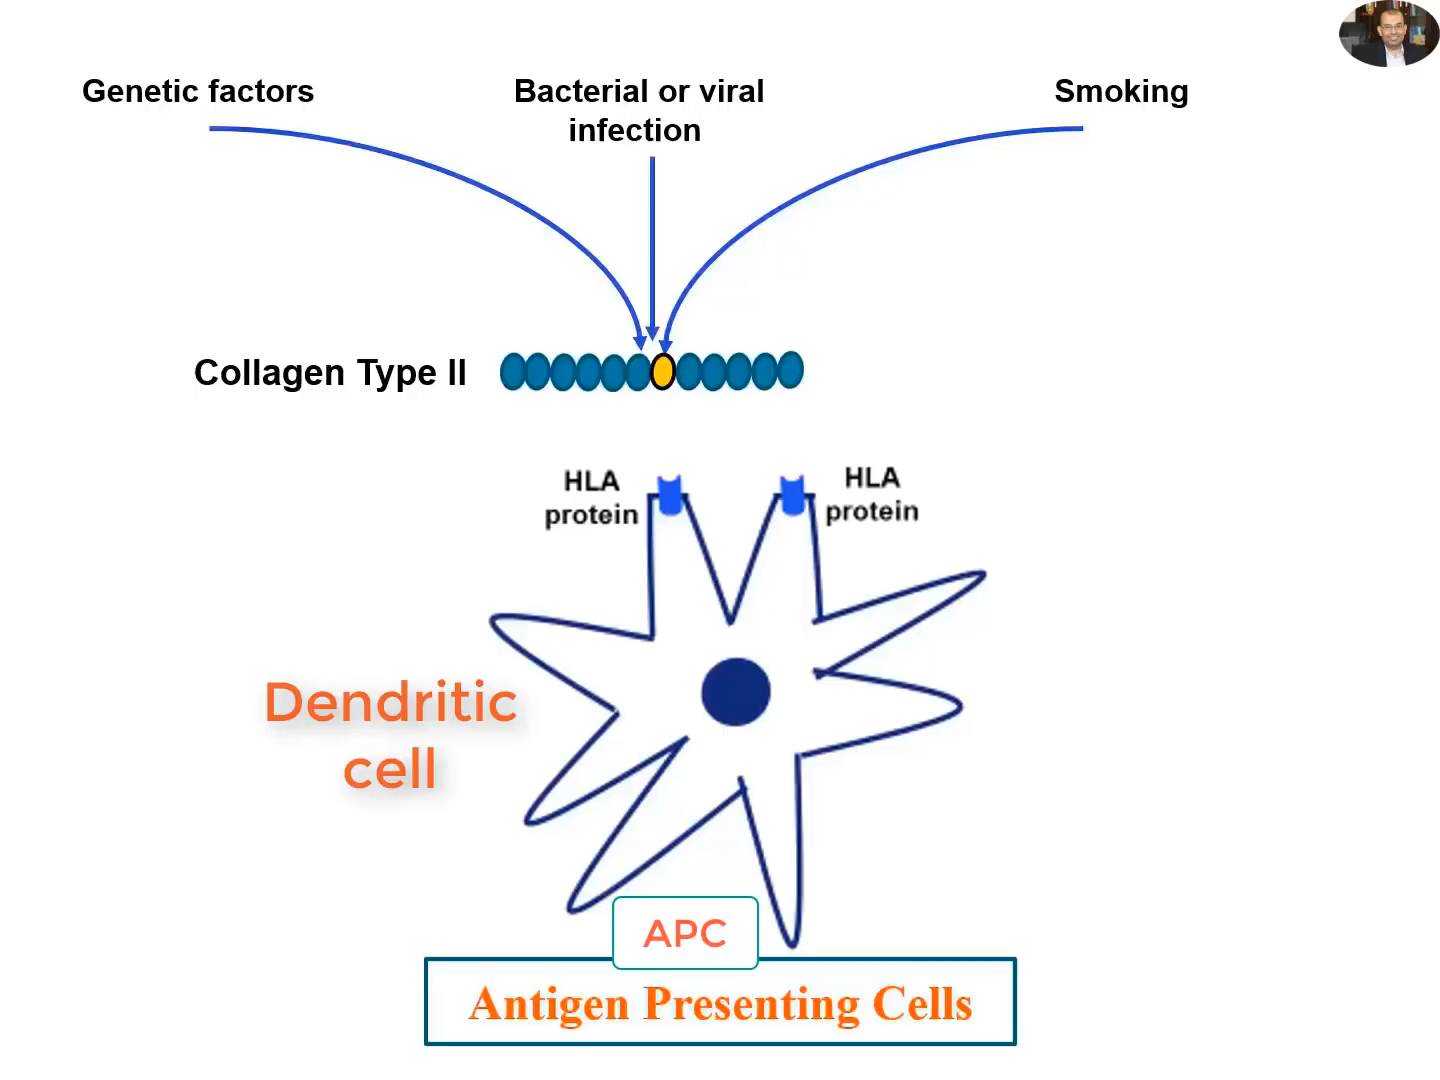 Genetic factors
Bacterial or viral
infection
Smoking
Collagen Type II
HLA
protein
HLA
protein
Dendritic
cell
APC
Antigen Presenting Cells